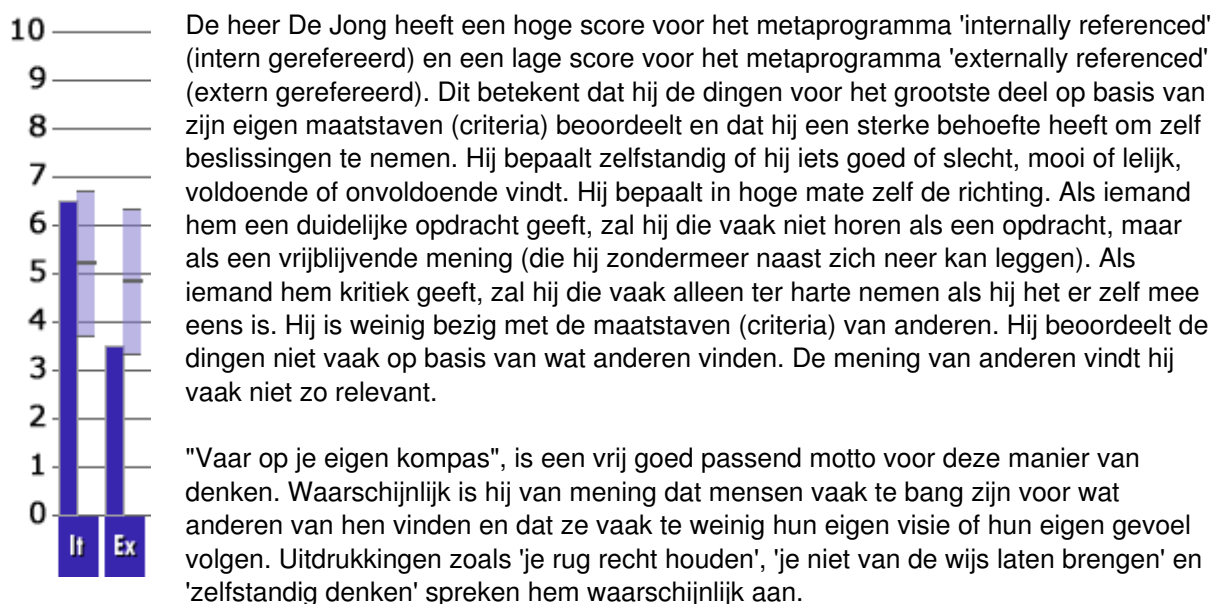 10
9
8
7
6
5
4
3
2
1
0
It Ex
De heer De Jong heeft een hoge score voor het metaprogramma 'internally referenced'
(intern gerefereerd) en een lage score voor het metaprogramma 'externally referenced'
(extern gerefereerd). Dit betekent dat hij de dingen voor het grootste deel op basis van
zijn eigen maatstaven (criteria) beoordeelt en dat hij een sterke behoefte heeft om zelf
beslissingen te nemen. Hij bepaalt zelfstandig of hij iets goed of slecht, mooi of lelijk,
voldoende of onvoldoende vindt. Hij bepaalt in hoge mate zelf de richting. Als iemand
hem een duidelijke opdracht geeft, zal hij die vaak niet horen als een opdracht, maar
als een vrijblijvende mening (die hij zondermeer naast zich neer kan leggen). Als
iemand hem kritiek geeft, zal hij die vaak alleen ter harte nemen als hij het er zelf mee
eens is. Hij is weinig bezig met de maatstaven (criteria) van anderen. Hij beoordeelt de
dingen niet vaak op basis van wat anderen vinden. De mening van anderen vindt hij
vaak niet zo relevant.
"Vaar op je eigen kompas", is een vrij goed passend motto voor deze manier van
denken. Waarschijnlijk is hij van mening dat mensen vaak te bang zijn voor wat
anderen van hen vinden en dat ze vaak te weinig hun eigen visie of hun eigen gevoel
volgen. Uitdrukkingen zoals 'je rug recht houden', 'je niet van de wijs laten brengen' en
'zelfstandig denken' spreken hem waarschijnlijk aan.